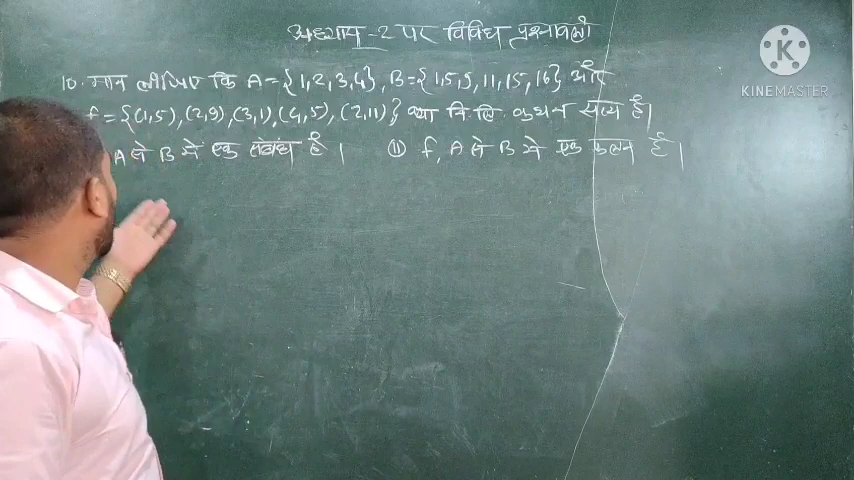 अध्याय-2 पर विविध प्रश्नावली
10. मान लीजिए कि A={1,2,3,4}, B={1,5,9,11,15,16} और
f={(1,5),(2,9),(3,1),(4,5),(2,11)} क्या नि. लि. कथन सत्य हैं।
A से B में एक संबंध है। (ii) f, A से B में एक फलन है।
KINEMASTER